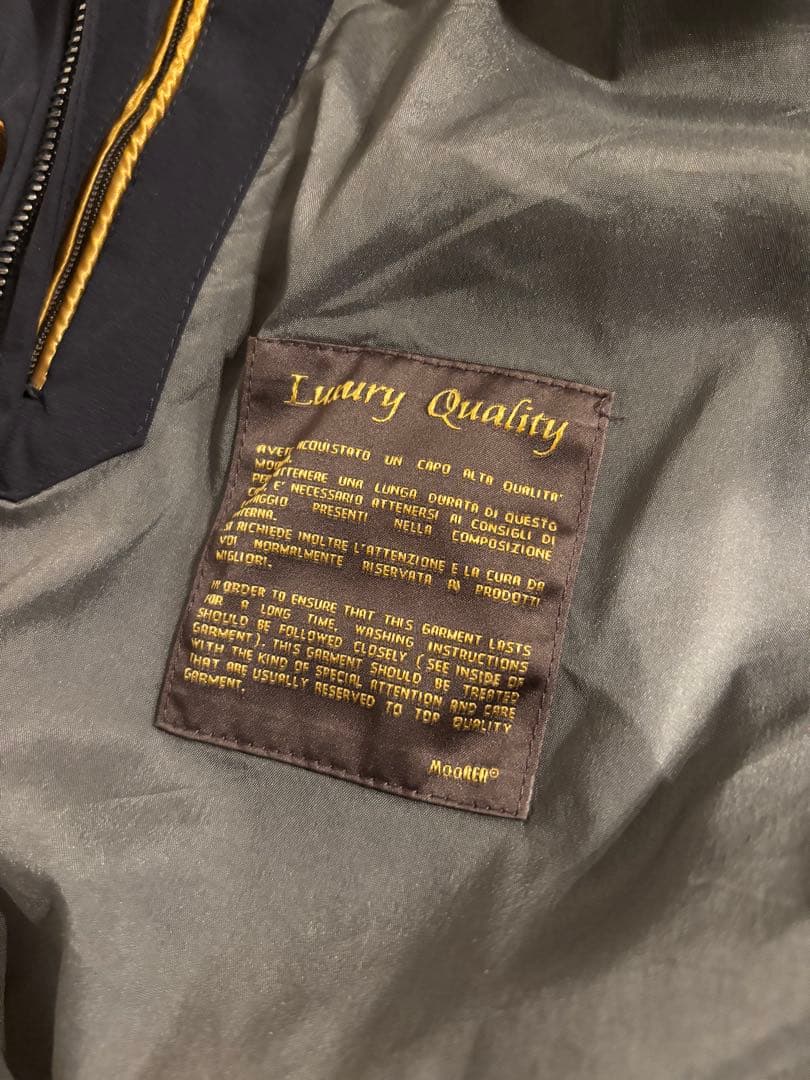 Luxury Quality
ACQUISTATO UN CAPO ALTA QUALITA'
PER OTTENERE UNA LUNGA DURATA DI QUESTO
E' NECESSARIO ATTENERSI AI CONSIGLI DI
PRESENTI NELLA COMPOSIZIONE
SI RICHIEDE INOLTRE L'ATTENZIONE E LA CURA DA
VOI NORMALMENTE RISERVATA AI PRODOTTI
MIGLIORI.
IN ORDER TO ENSURE THAT THIS GARMENT LASTS
FOR A LONG TIME, WASHING INSTRUCTIONS
SHOULD BE FOLLOWED CLOSELY (SEE INSIDE OF
GARMENT). THIS GARMENT SHOULD BE TREATED
WITH THE KIND OF SPECIAL ATTENTION AND CARE
THAT ARE USUALLY RESERVED TO TOP QUALITY
GARMENT.
MooRER®